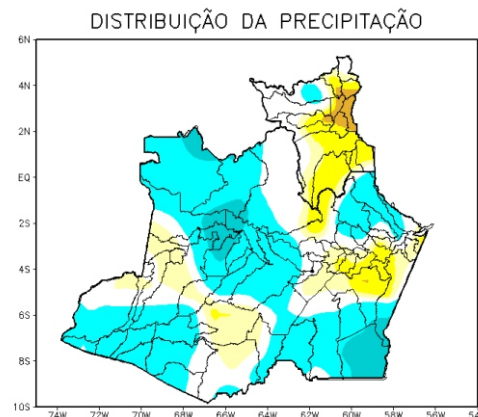 DISTRIBUIÇÃO DA PRECIPITAÇÃO
6N
4N
2N
EQ
2S
4S
6S
8S
10S
74W 72W 70W 68W 66W 64W 62W 60W 58W 56W 54